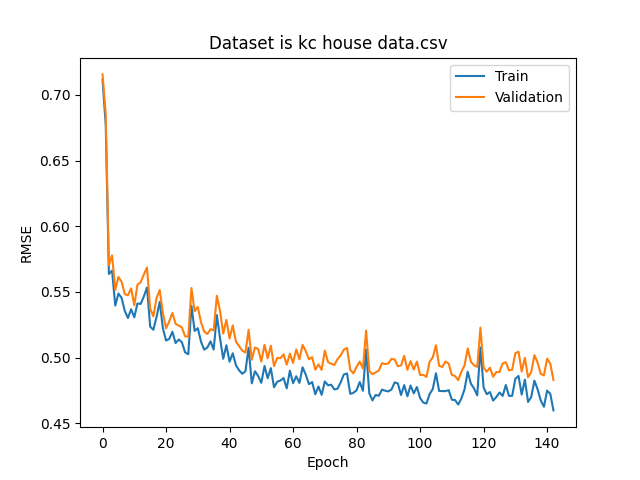 Dataset is kc house data.csv
Train
Validation
RMSE
0.70
0.65
0.60
0.55
0.50
0.45
0 20 40 60 80 100 120 140
Epoch